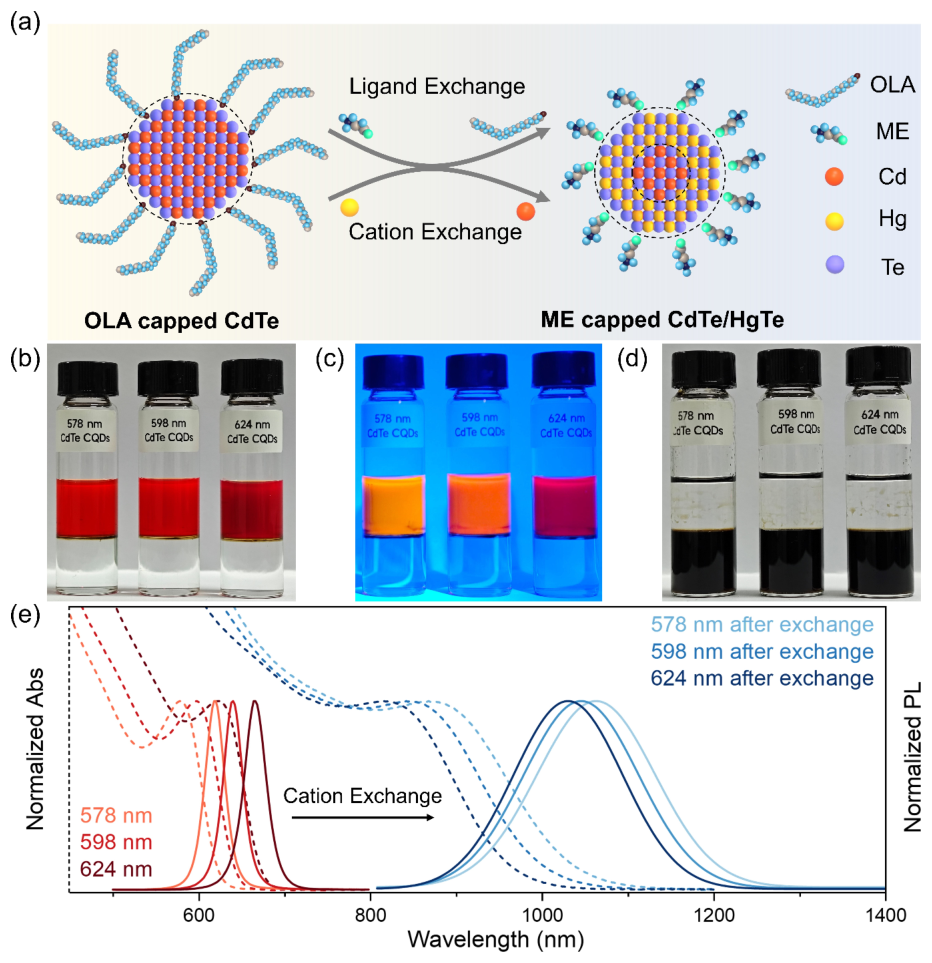 (a)
Ligand Exchange
Cation Exchange
OLA
ME
Cd
Hg
Te
OLA capped CdTe
ME capped CdTe/HgTe
(b)
578 nm
CdTe CQDs
598 nm
CdTe CQDs
624 nm
CdTe CQDs
(c)
578 nm
CdTe CQDs
598 nm
CdTe CQDs
624 nm
CdTe CQDs
(d)
578 nm
CdTe CQDs
598 nm
CdTe CQDs
624 nm
CdTe CQDs
(e)
578 nm after exchange
598 nm after exchange
624 nm after exchange
Normalized Abs
Normalized PL
Cation Exchange
578 nm
598 nm
624 nm
600
800
1000
1200
1400
Wavelength (nm)